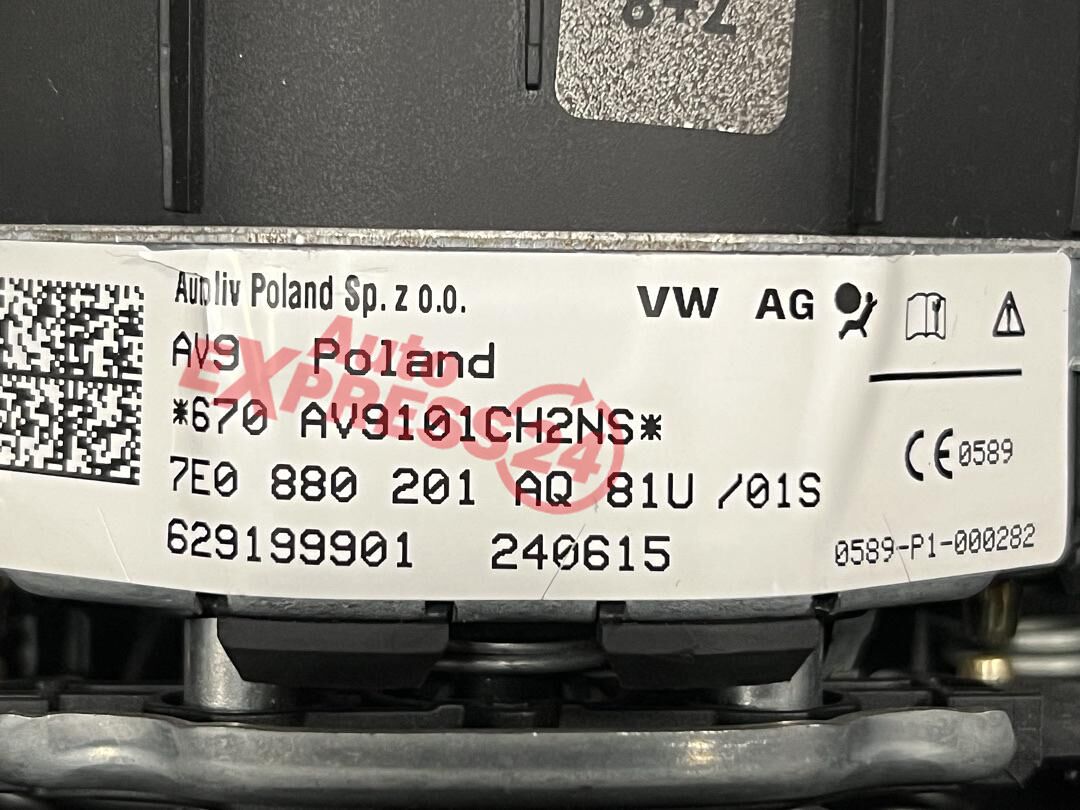 Autoliv Poland Sp. z o.o.
VW AG
AV9 Poland
*670 AV9101CH2NS*
7E0 880 201 AQ 81U /01S
629199901 240615
CE 0589
0589-P1-000282
Auto
EXPRESS24